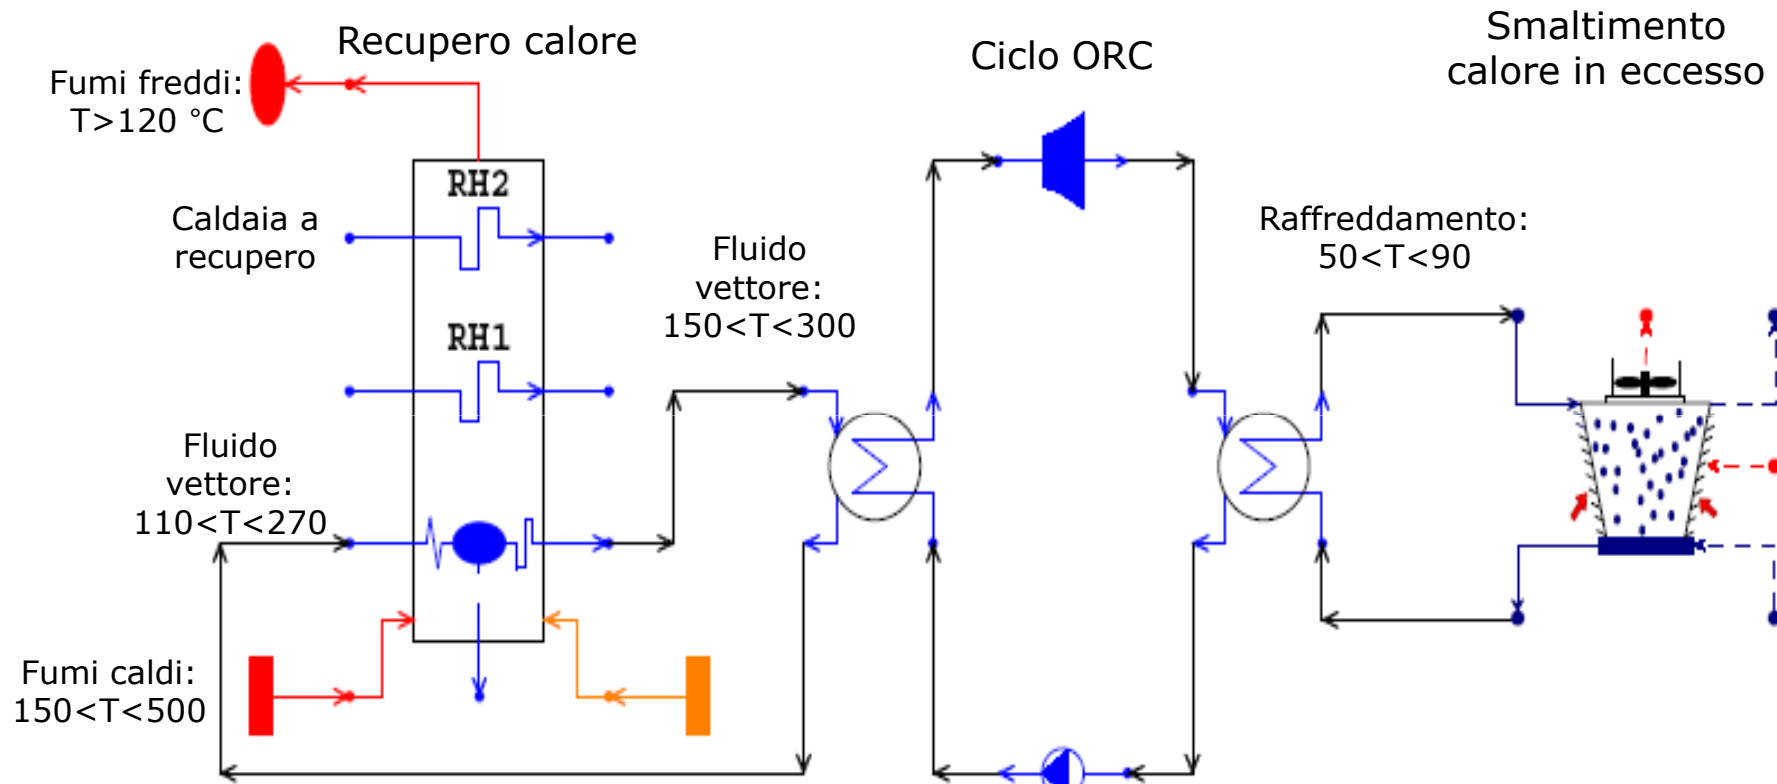 Recupero calore
Ciclo ORC
Smaltimento
calore in eccesso
Fumi freddi:
T>120 °C
RH2
Caldaia a
recupero
Fluido
vettore:
150<T<300
Raffreddamento:
50<T<90
RH1
Fluido
vettore:
110<T<270
Fumi caldi:
150<T<500